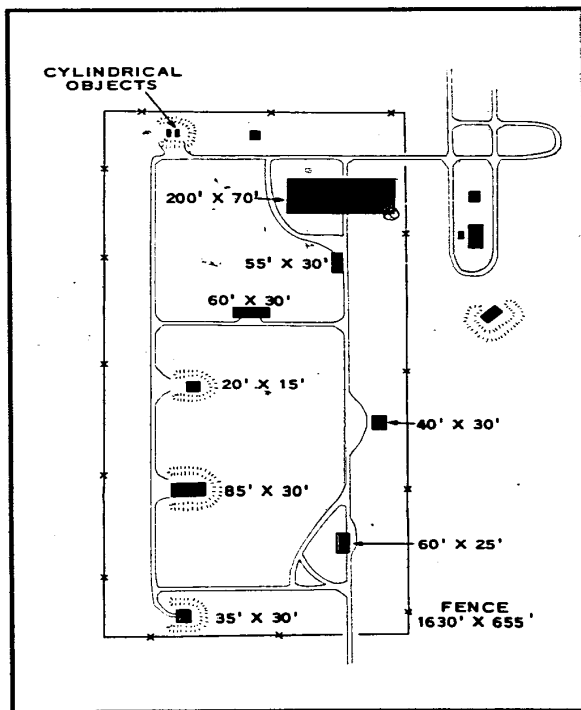 CYLINDRICAL
OBJECTS
200' X 70'
55' X 30'
60' X 30'
20' X 15'
40' X 30'
85' X 30'
60' X 25'
35' X 30'
FENCE
1630' X 655'